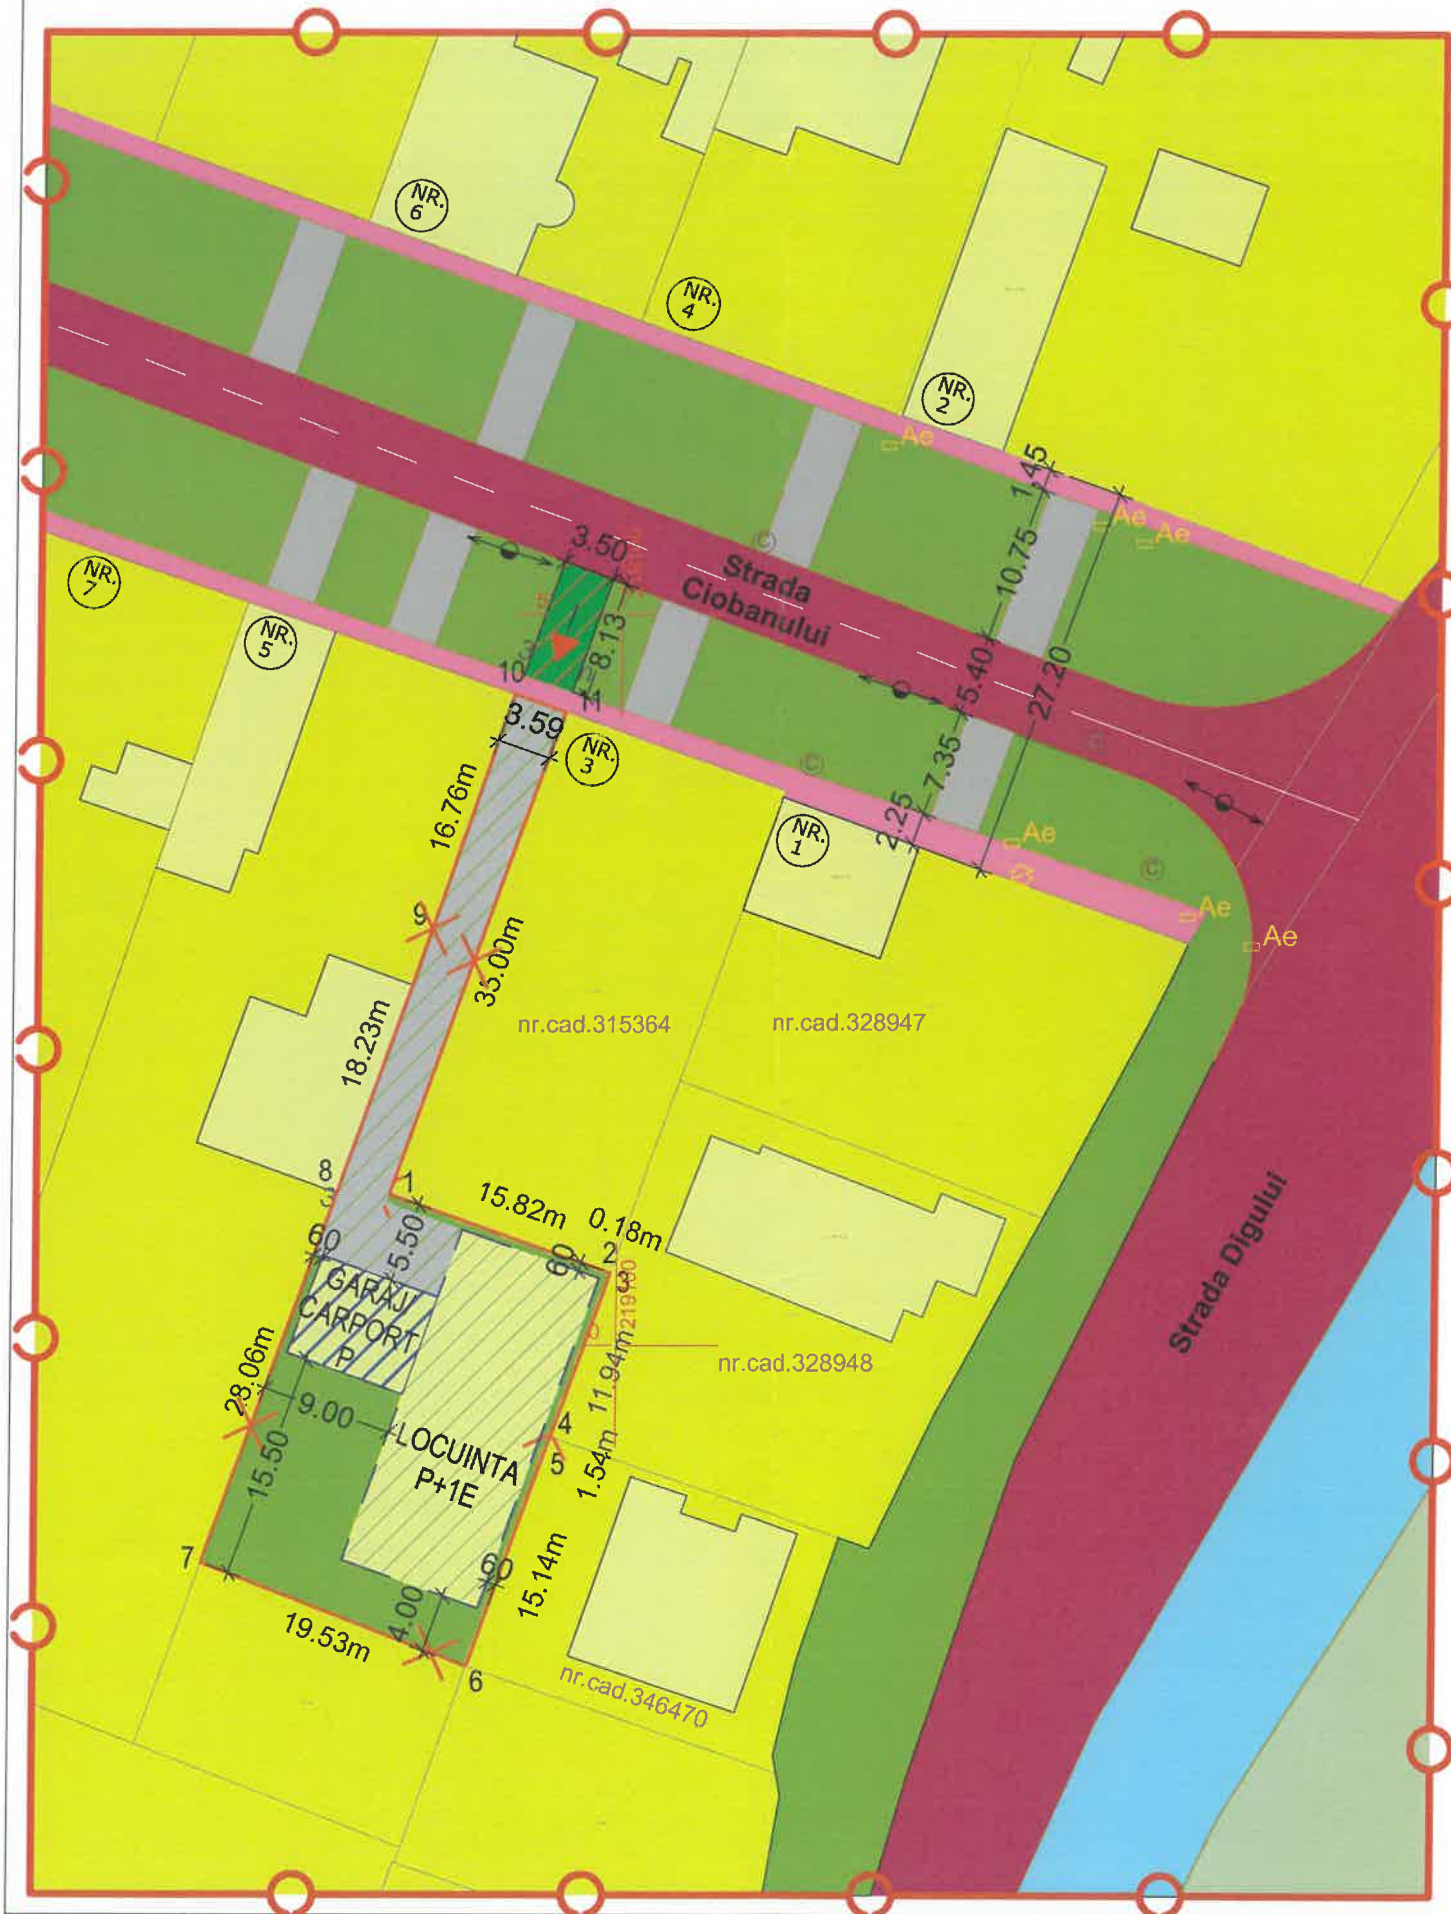 NR.
6
NR.
4
NR.
2
Ae
1.45
Ae
Ae
10.75
3.50
©
Strada
Ciobanului
NR.
7
NR.
5
8.13
10
11
5.40
27.20
3.59
NR.
3
7.35
©
2.25
16.76m
NR.
1
Ae
©
9
Ae
Ae
35.00m
nr.cad.315364
nr.cad.328947
18.23m
8
1
15.82m
0.18m
60
5.50
60
2
3
GARAJ/
CARPORT
P
Strada Digului
nr.cad.328948
11.94m
28.06m
9.00
4
5
LOCUINTA
P+1E
15.50
1.54m
7
60
15.14m
4.00
19.53m
6
nr.cad.346470